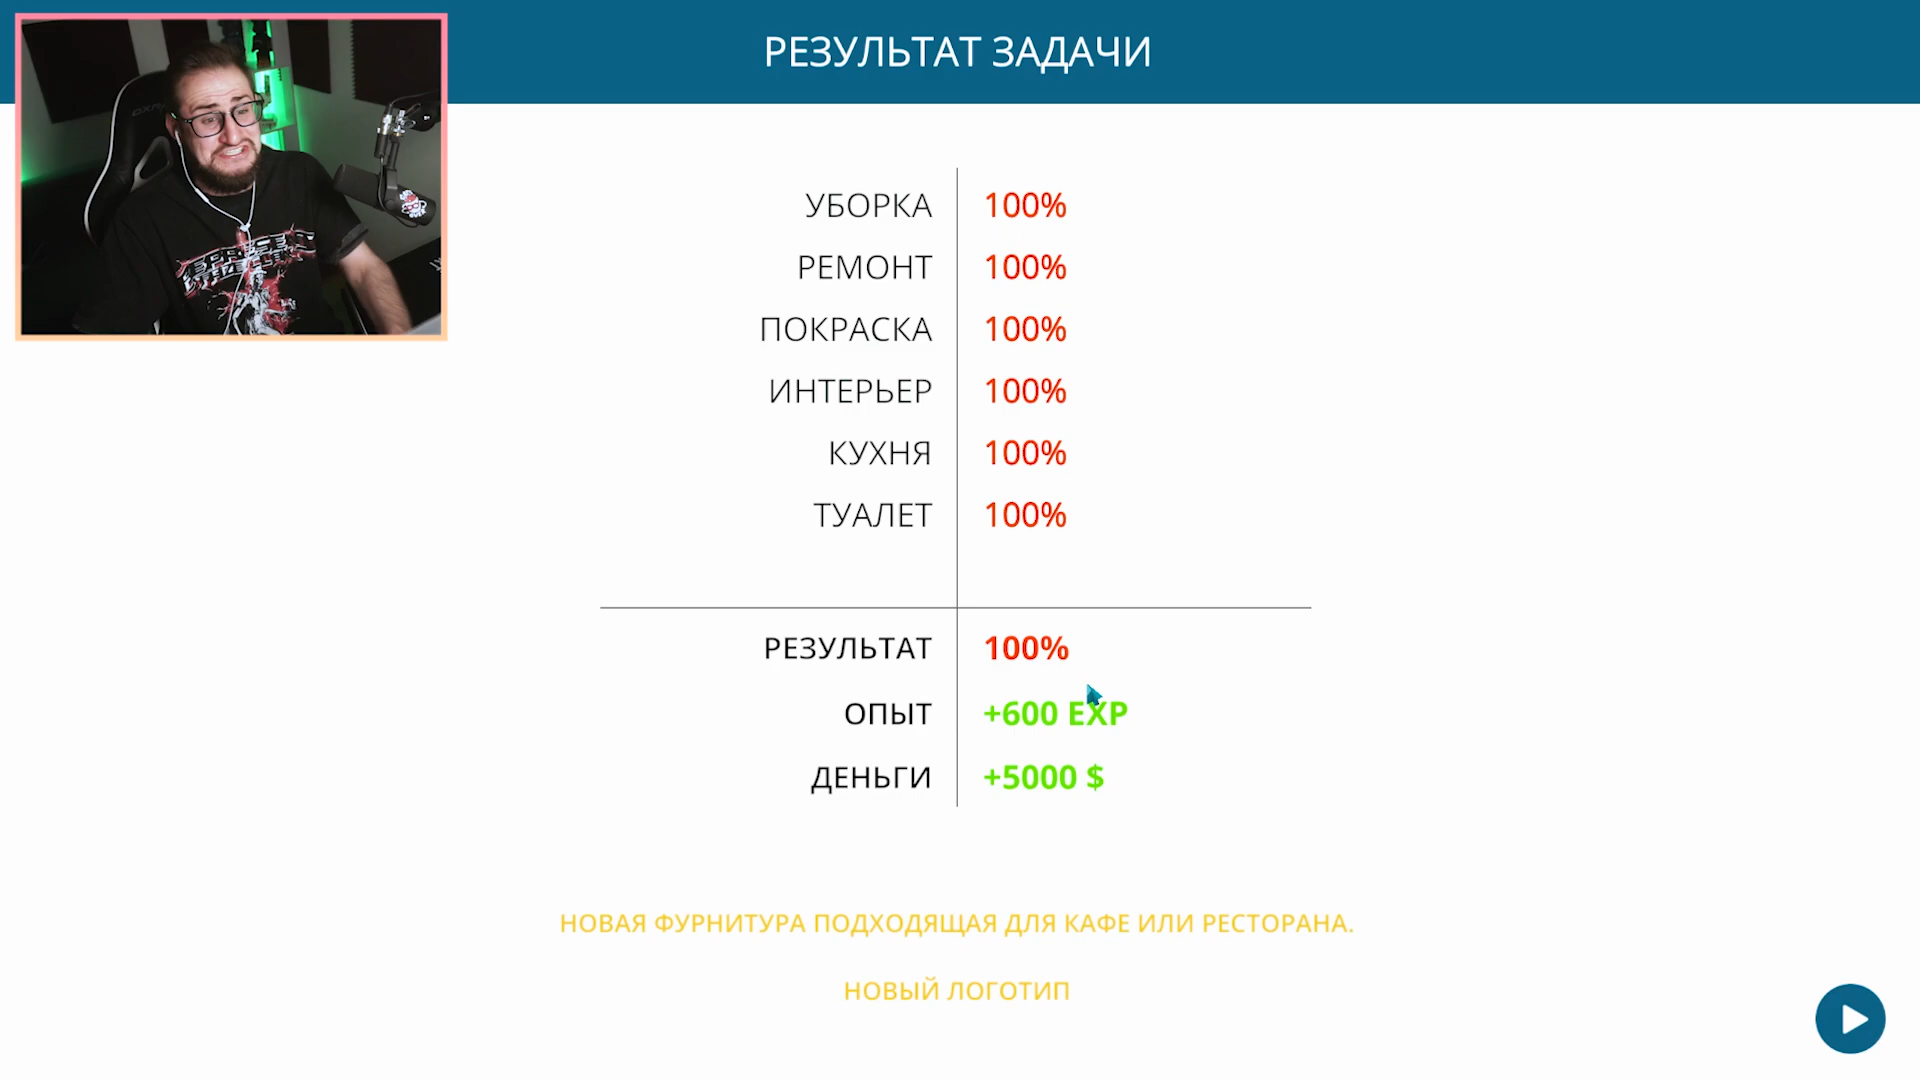 РЕЗУЛЬТАТ ЗАДАЧИ
УБОРКА 100%
РЕМОНТ 100%
ПОКРАСКА 100%
ИНТЕРЬЕР 100%
КУХНЯ 100%
ТУАЛЕТ 100%
РЕЗУЛЬТАТ 100%
ОПЫТ +600 EXP
ДЕНЬГИ +5000 $
НОВАЯ ФУРНИТУРА ПОДХОДЯЩАЯ ДЛЯ КАФЕ ИЛИ РЕСТОРАНА.
НОВЫЙ ЛОГОТИП